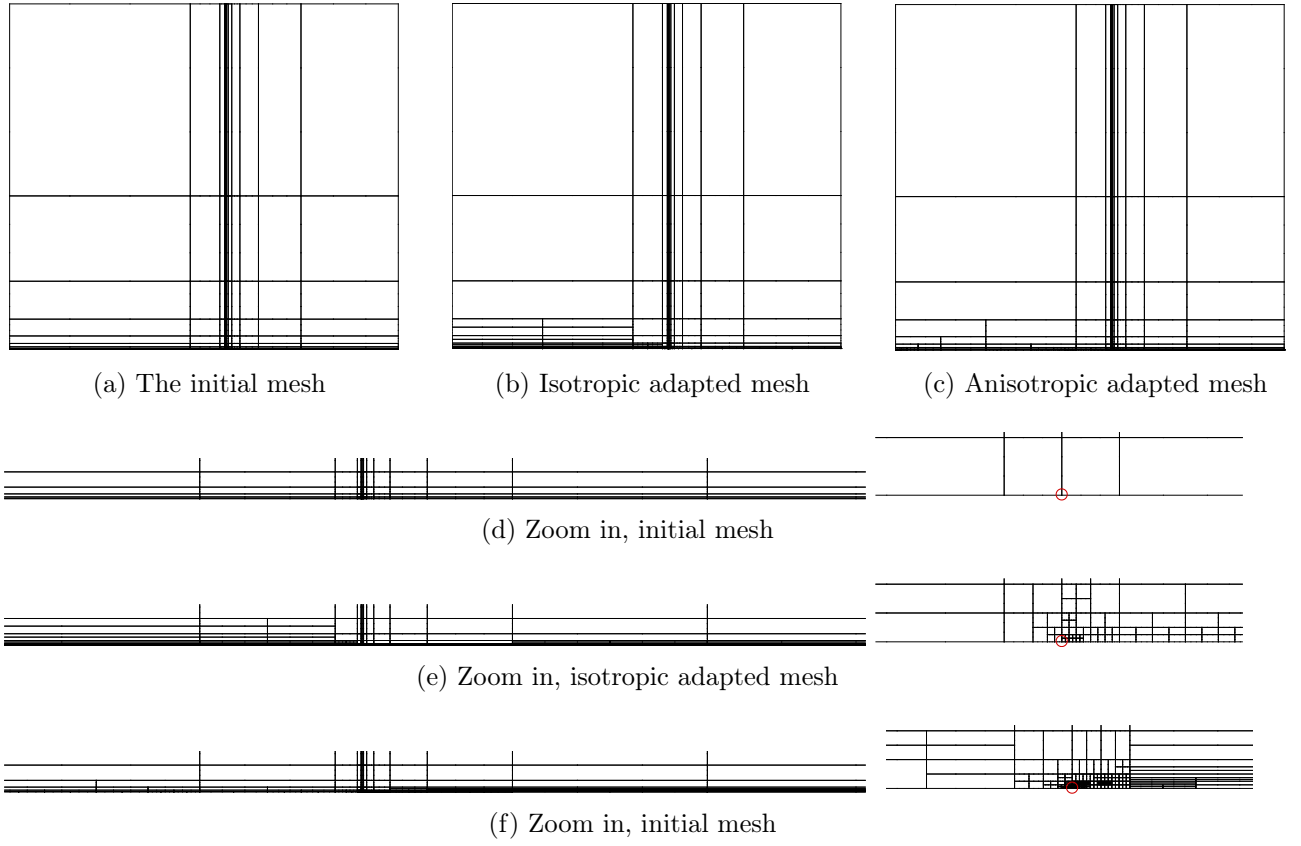 (a) The initial mesh
(b) Isotropic adapted mesh
(c) Anisotropic adapted mesh
(d) Zoom in, initial mesh
(e) Zoom in, isotropic adapted mesh
(f) Zoom in, initial mesh